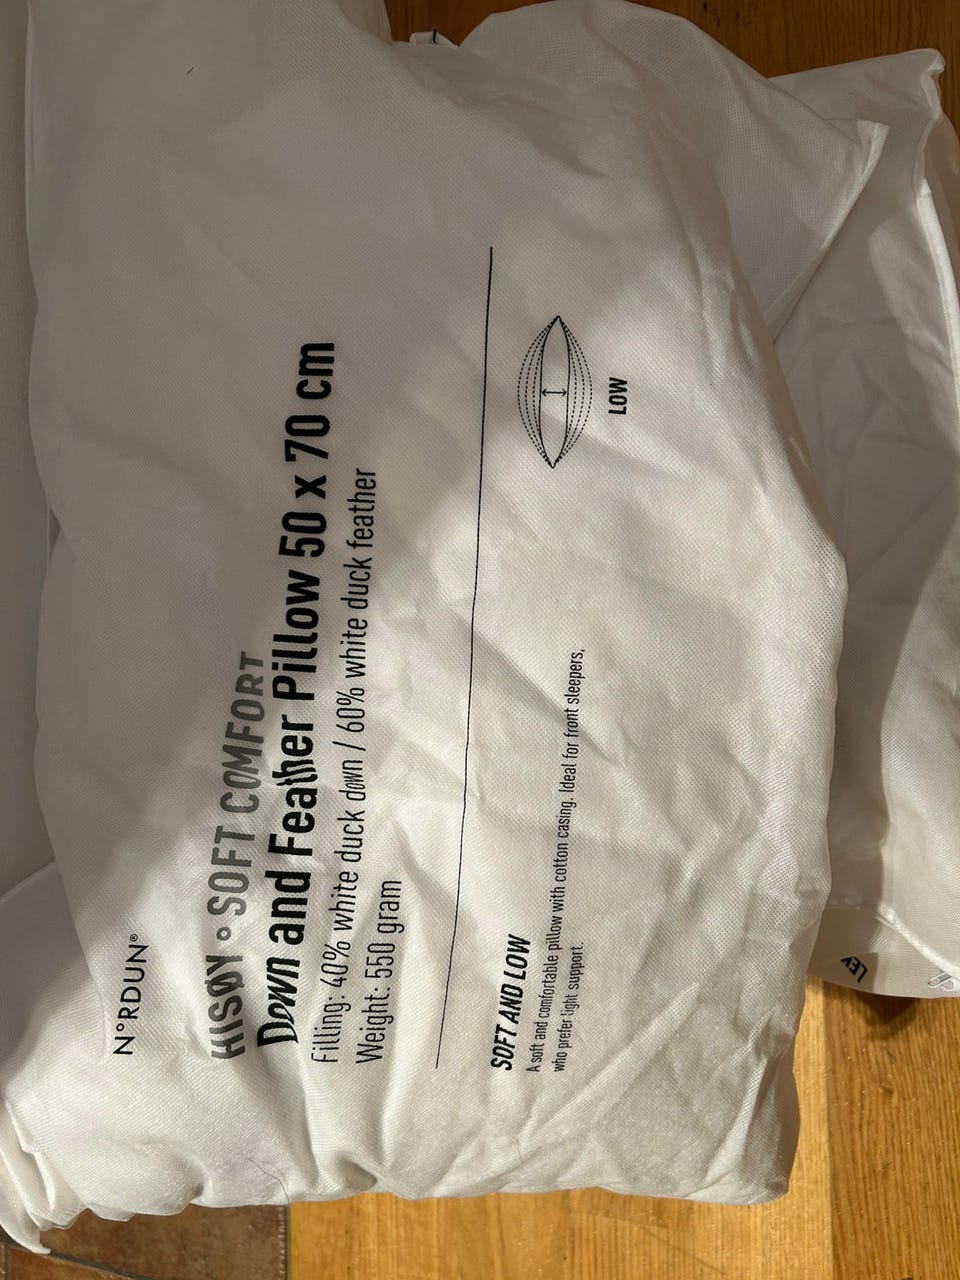 N°RDUN®
HISØY • SOFT COMFORT
Down and Feather Pillow 50 x 70 cm
Filling: 40% white duck down / 60% white duck feather
Weight: 550 gram
SOFT AND LOW
A soft and comfortable pillow with cotton casing. Ideal for front sleepers,
who prefer light support.
LOW